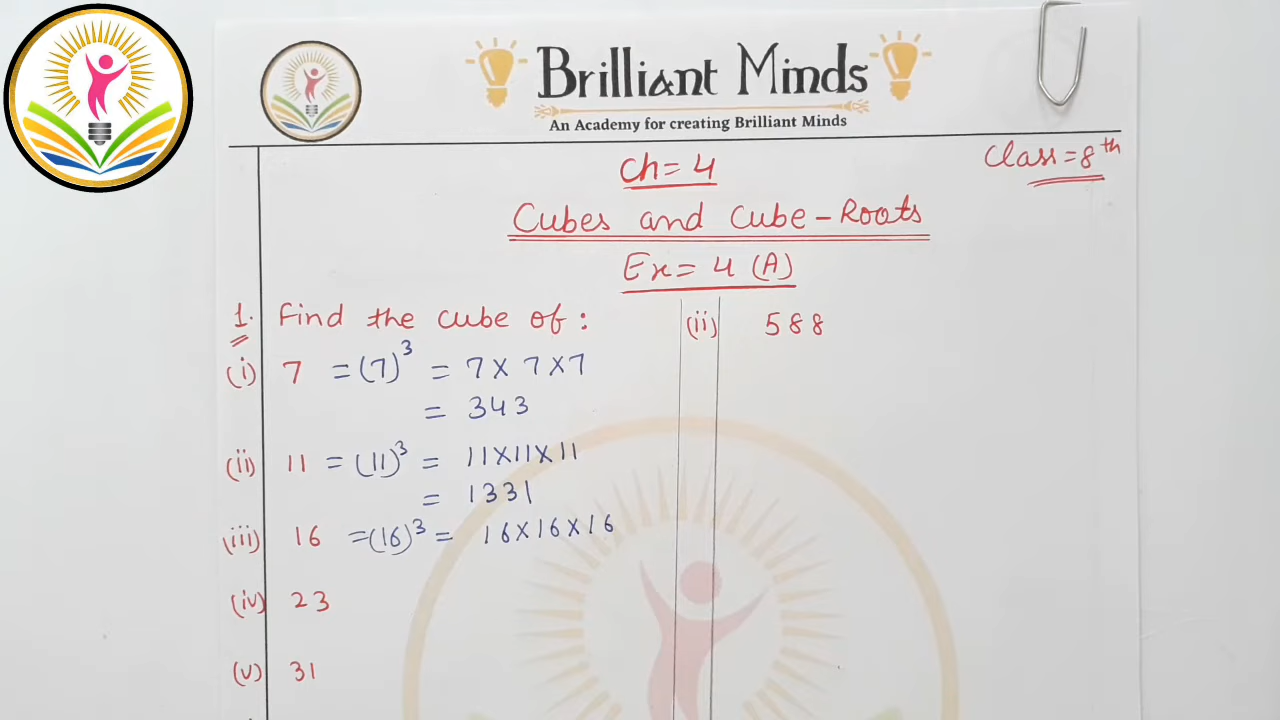 Brilliant Minds
An Academy for creating Brilliant Minds
Ch = 4
Class = 8th
Cubes and Cube - Roots
Ex = 4 (A)
1. Find the cube of :
(i) 7 = (7)³ = 7 × 7 × 7
= 343
(ii) 11 = (11)³ = 11×11×11
= 1331
(iii) 16 = (16)³ = 16×16×16
(iv) 23
(v) 31
(ii) 588